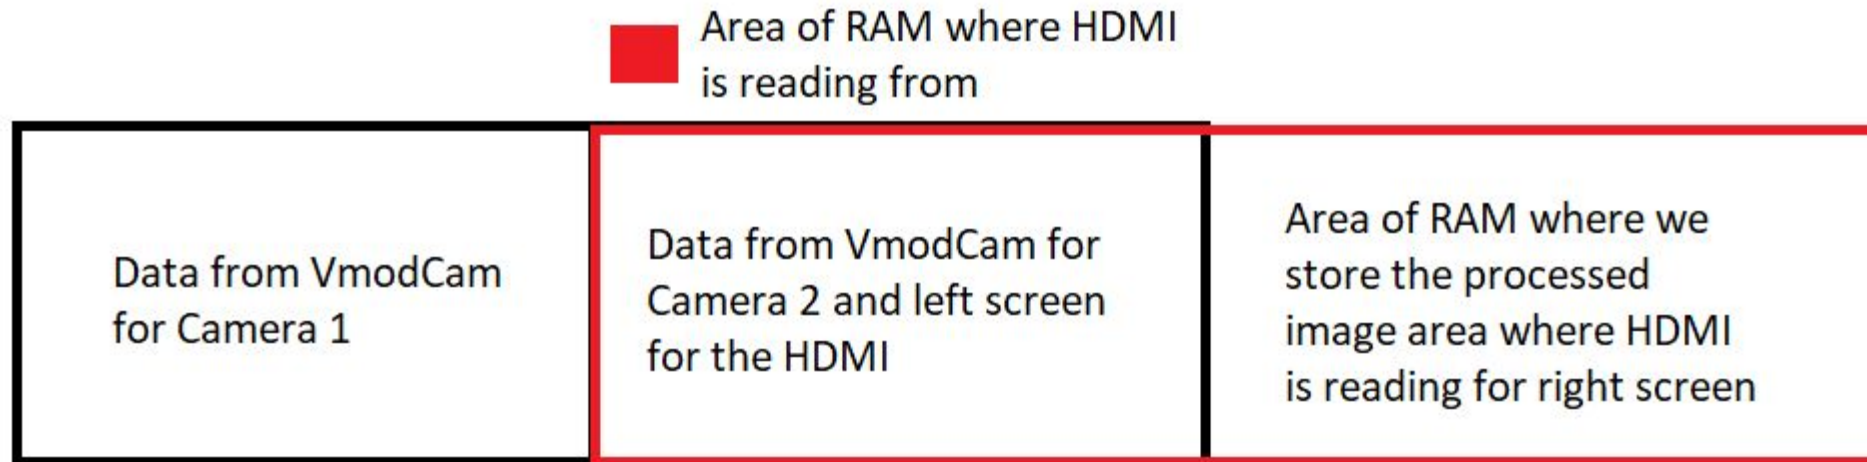 Area of RAM where HDMI
is reading from
Data from VmodCam
for Camera 1
Data from VmodCam for
Camera 2 and left screen
for the HDMI
Area of RAM where we
store the processed
image area where HDMI
is reading for right screen